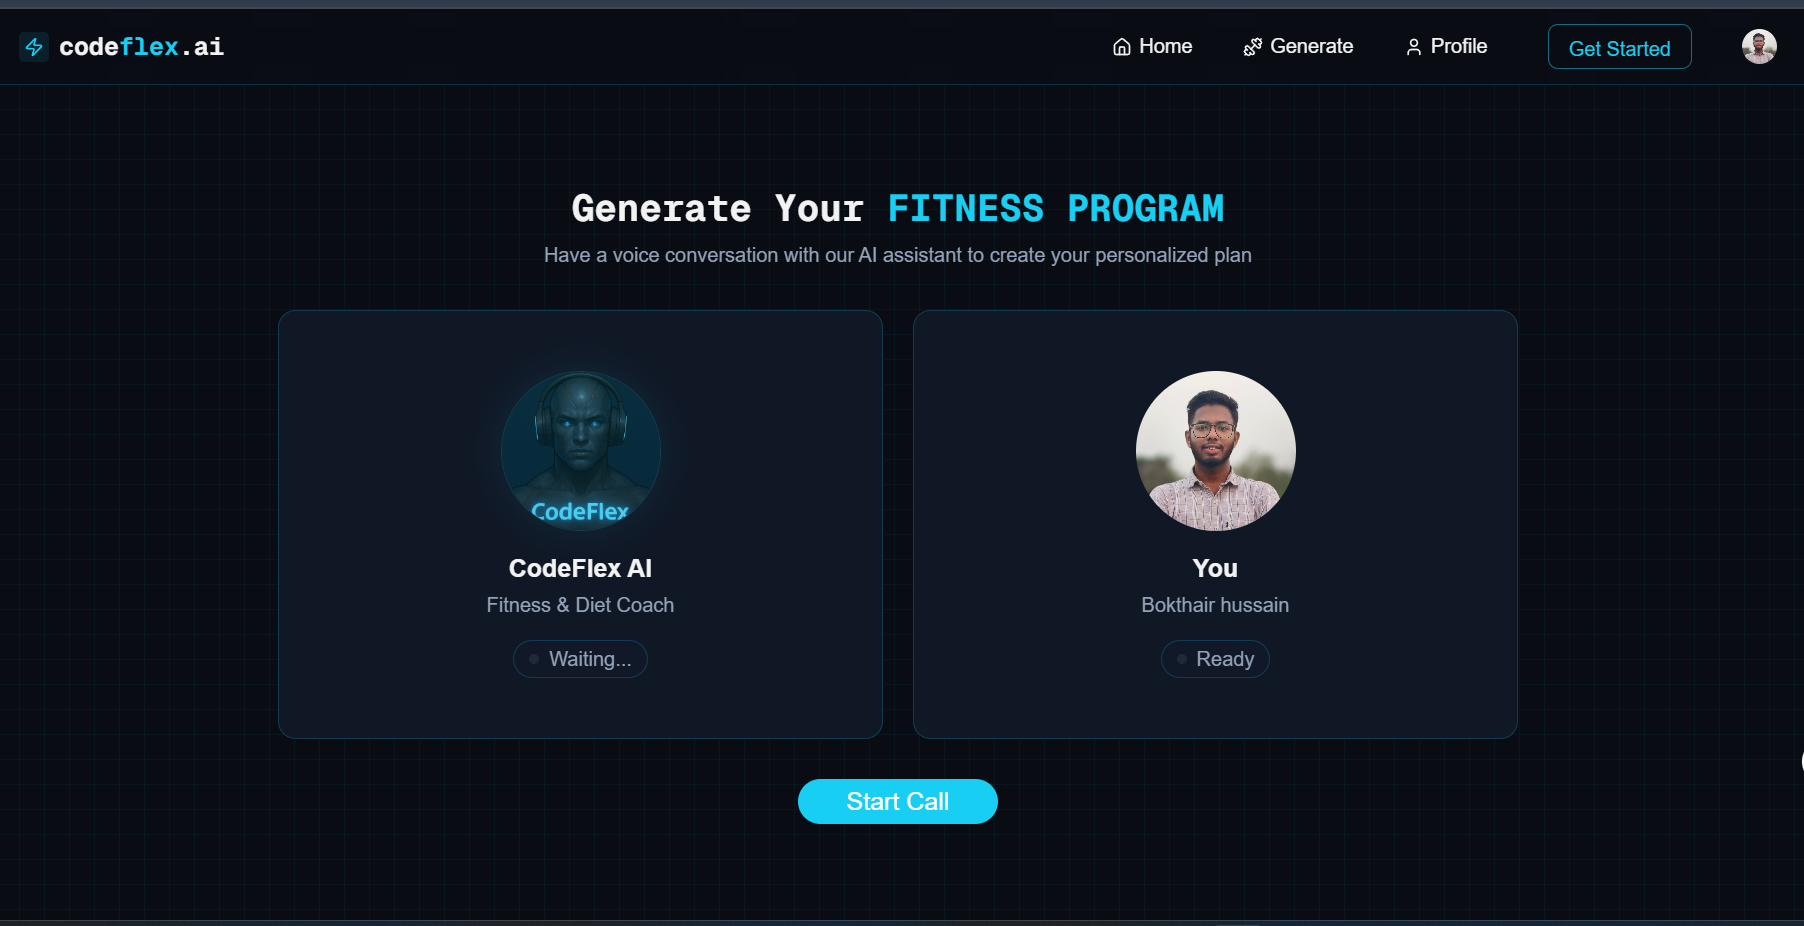 codeflex.ai
Home
Generate
Profile
Get Started
Generate Your FITNESS PROGRAM
Have a voice conversation with our AI assistant to create your personalized plan
CodeFlex
CodeFlex AI
Fitness & Diet Coach
Waiting...
You
Bokthair hussain
Ready
Start Call